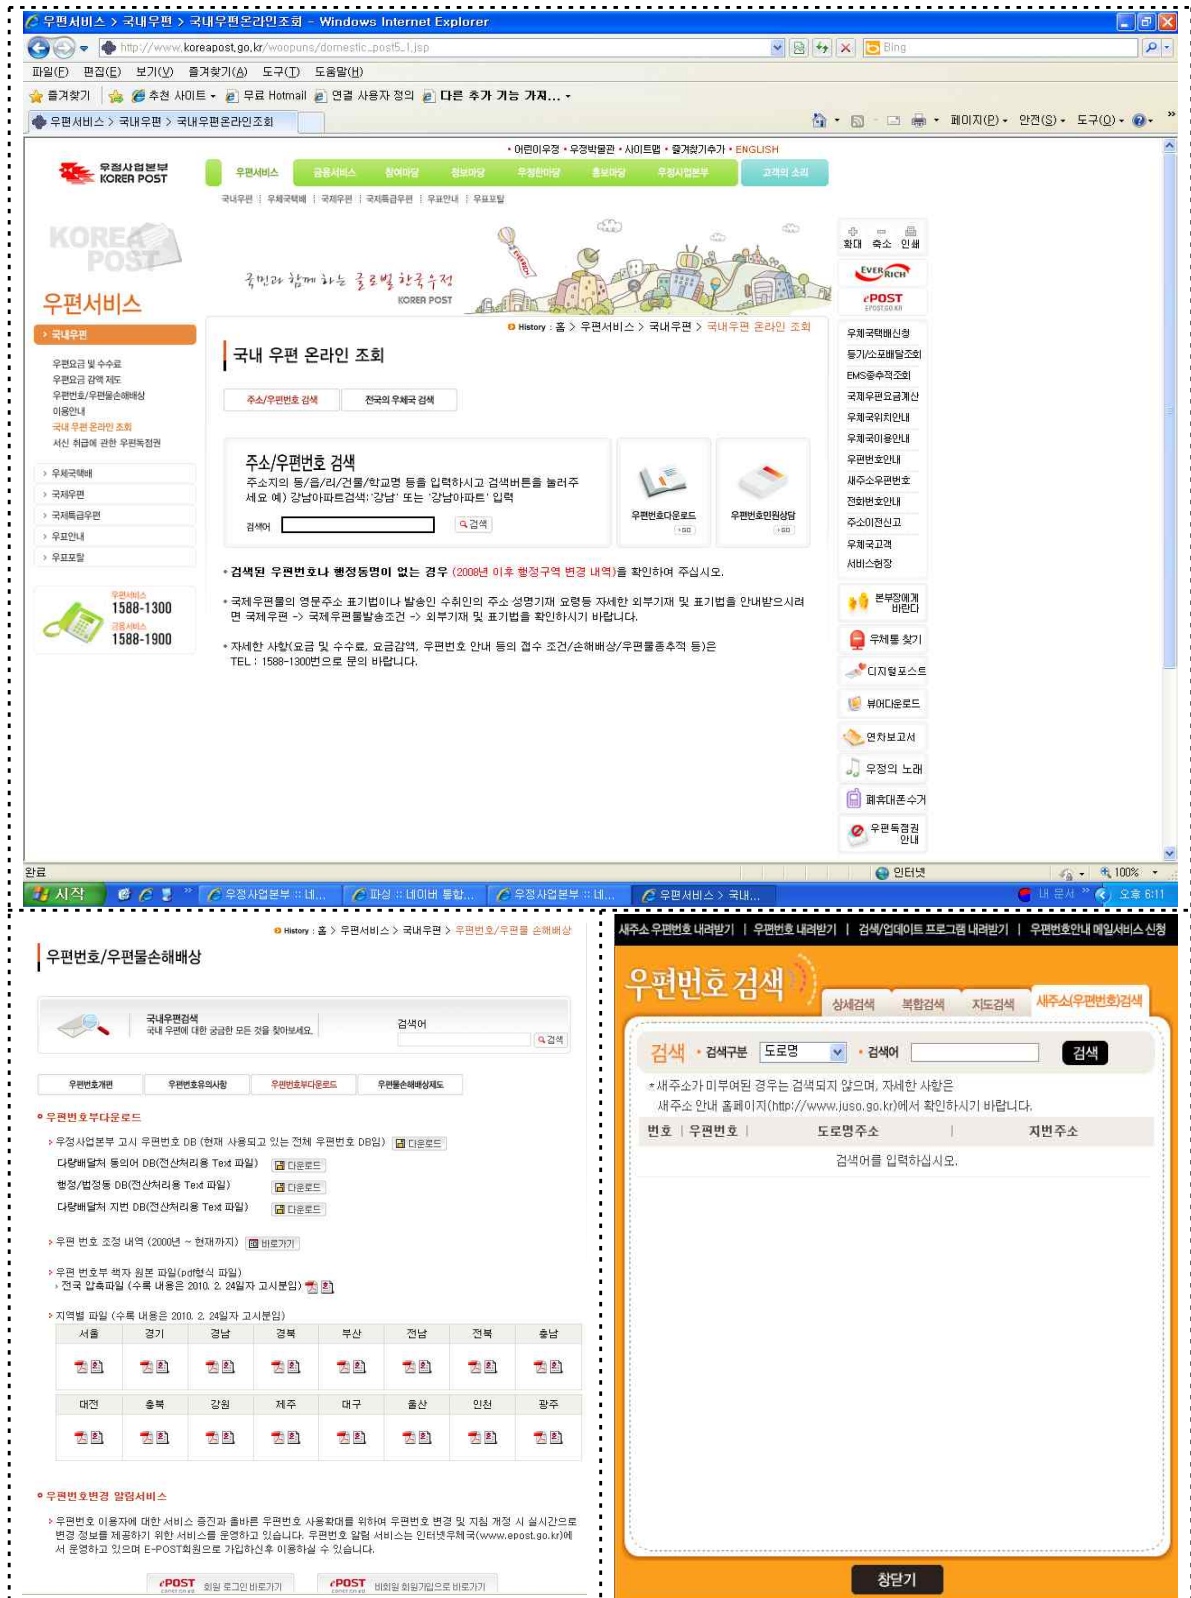 우편서비스 > 국내우편 > 국내우편온라인조회 - Windows Internet Explorer
http://www.koreapost.go.kr/woopuns/domestic_post5_1.jsp
Bing
파일(F) 편집(E) 보기(V) 즐겨찾기(A) 도구(T) 도움말(H)
즐겨찾기 추천 사이트 무료 Hotmail 연결 사용자 정의 다른 추가 기능 가져...
우편서비스 > 국내우편 > 국내우편온라인조회
페이지(P) 안전(S) 도구(O)
• 어린이우정 • 우정박물관 • 사이트맵 • 즐겨찾기추가 • ENGLISH
우정사업본부
KOREA POST
우편서비스 금융서비스 참여마당 정보마당 우정한마당 홍보마당 우정사업본부 고객의 소리
국내우편 | 우체국택배 | 국제우편 | 국제특급우편 | 우표안내 | 우표포털
KOREA
POST
국민과 함께 하는 글로벌 한국우정
KOREA POST
EVERRICH
확대 축소 인쇄
EVERRICH
ePOST
EPOST.GO.KR
우편서비스
> 국내우편
우편요금 및 수수료
우편요금 감액 제도
우편번호/우편물손해배상
이용안내
국내 우편 온라인 조회
서신 취급에 관한 우편독점권
> 우체국택배
> 국제우편
> 국제특급우편
> 우표안내
> 우표포털
우편서비스
1588-1300
금융서비스
1588-1900
History : 홈 > 우편서비스 > 국내우편 > 국내우편 온라인 조회
국내 우편 온라인 조회
주소/우편번호 검색 전국의 우체국 검색
주소/우편번호 검색
주소지의 동/읍/리/건물/학교명 등을 입력하시고 검색버튼을 눌러주
세요 예) 강남아파트검색: '강남' 또는 '강남아파트' 입력
검색어 검색
우편번호다운로드
GO
우편번호민원상담
GO
• 검색된 우편번호나 행정동명이 없는 경우 (2008년 이후 행정구역 변경 내역)을 확인하여 주십시오.
• 국제우편물의 영문주소 표기법이나 발송인 수취인의 주소·성명기재 요령등 자세한 외부기재 및 표기법을 안내받으시려
면 국제우편 -> 국제우편물발송조건 -> 외부기재 및 표기법을 확인하시기 바랍니다.
• 자세한 사항(요금 및 수수료, 요금감액, 우편번호 안내 등의 접수 조건/손해배상/우편물종추적 등)은
TEL : 1588-1300번으로 문의 바랍니다.
우체국택배신청
등기/소포배달조회
EMS종추적조회
국제우편요금계산
우체국위치안내
우체국이용안내
우편번호안내
새주소우편번호
전화번호안내
주소이전신고
우체국고객
서비스헌장
본부장에게
바란다
우체통 찾기
디지털포스트
뷰어다운로드
연차보고서
우정의 노래
폐휴대폰수거
우편독점권
안내
완료 인터넷 100%
시작 우정사업본부 :: 네... 파싱 :: 네이버 통합... 우정사업본부 :: 네... 우편서비스 > 국내... 내 문서 오후 6:11
History : 홈 > 우편서비스 > 국내우편 > 우편번호/우편물 손해배상
우편번호/우편물손해배상
국내우편검색
국내 우편에 대한 궁금한 모든 것을 찾아보세요.
검색어
검색
우편번호개편 우편번호유의사항 우편번호부다운로드 우편물손해배상제도
우편번호부다운로드
> 우정사업본부 고시 우편번호 DB (현재 사용되고 있는 전체 우편번호 DB임) 다운로드
다량배달처 동의어 DB(전산처리용 Text 파일) 다운로드
행정/법정동 DB(전산처리용 Text 파일) 다운로드
다량배달처 지번 DB(전산처리용 Text 파일) 다운로드
> 우편 번호 조정 내역 (2000년 ~ 현재까지) 바로가기
> 우편 번호부 책자 원본 파일(pdf형식 파일)
› 전국 압축파일 (수록 내용은 2010. 2. 24일자 고시분임)
> 지역별 파일 (수록 내용은 2010. 2. 24일자 고시분임)
서울 경기 경남 경북 부산 전남 전북 충남
대전 충북 강원 제주 대구 울산 인천 광주
우편번호변경 알림서비스
> 우편번호 이용자에 대한 서비스 증진과 올바른 우편번호 사용확대를 위하여 우편번호 변경 및 지침 개정 시 실시간으로
변경 정보를 제공하기 위한 서비스를 운영하고 있습니다. 우편번호 알림 서비스는 인터넷우체국(www.epost.go.kr)에
서 운영하고 있으며 E-POST회원으로 가입하신후 이용하실 수 있습니다.
ePOST 회원 로그인 바로가기 ePOST 비회원 회원가입으로 바로가기
새주소 우편번호 내려받기 | 우편번호 내려받기 | 검색/업데이트 프로그램 내려받기 | 우편번호안내 메일서비스 신청
우편번호 검색
상세검색 복합검색 지도검색 새주소(우편번호)검색
검색 • 검색구분 도로명 • 검색어 검색
* 새주소가 미부여된 경우는 검색되지 않으며, 자세한 사항은
새주소 안내 홈페이지(http://www.juso.go.kr)에서 확인하시기 바랍니다.
번호 | 우편번호 | 도로명주소 | 지번주소
검색어를 입력하십시오.
창닫기